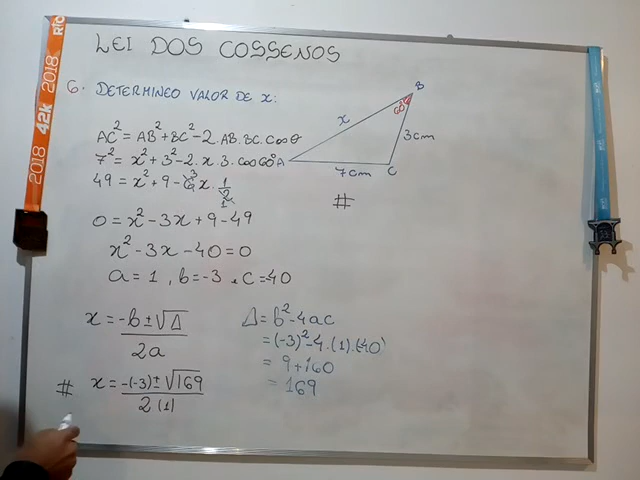 LEI DOS COSSENOS
6. DETERMINE O VALOR DE x:
AC² = AB² + BC² - 2 . AB . BC . cos θ
7² = x² + 3² - 2 . x . 3 . cos 60°
49 = x² + 9 - 6³x . 1/2₁
0 = x² - 3x + 9 - 49
x² - 3x - 40 = 0
a = 1 , b = -3 e C = -40
x = -b ± √Δ / 2a
# x = -(-3) ± √169 / 2 (1)
Δ = b² - 4ac
= (-3)² - 4 . (1) . (-40)
= 9 + 160
= 169
B
60°
x
3cm
A
7cm
C
#
2018 42K 2018 RIO